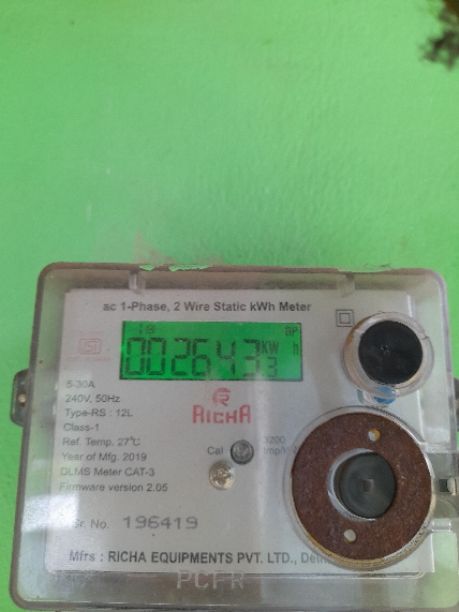 ac 1-Phase, 2 Wire Static kWh Meter
002643.3 KWh
5-30A
240V, 50Hz
Type-RS : 12L
Class-1
Ref. Temp. 27°C
Year of Mfg. 2019
DLMS Meter CAT-3
Firmware version 2.05
RICHA
Cal
3200
Sr. No. 196419
Mfrs : RICHA EQUIPMENTS PVT. LTD.,